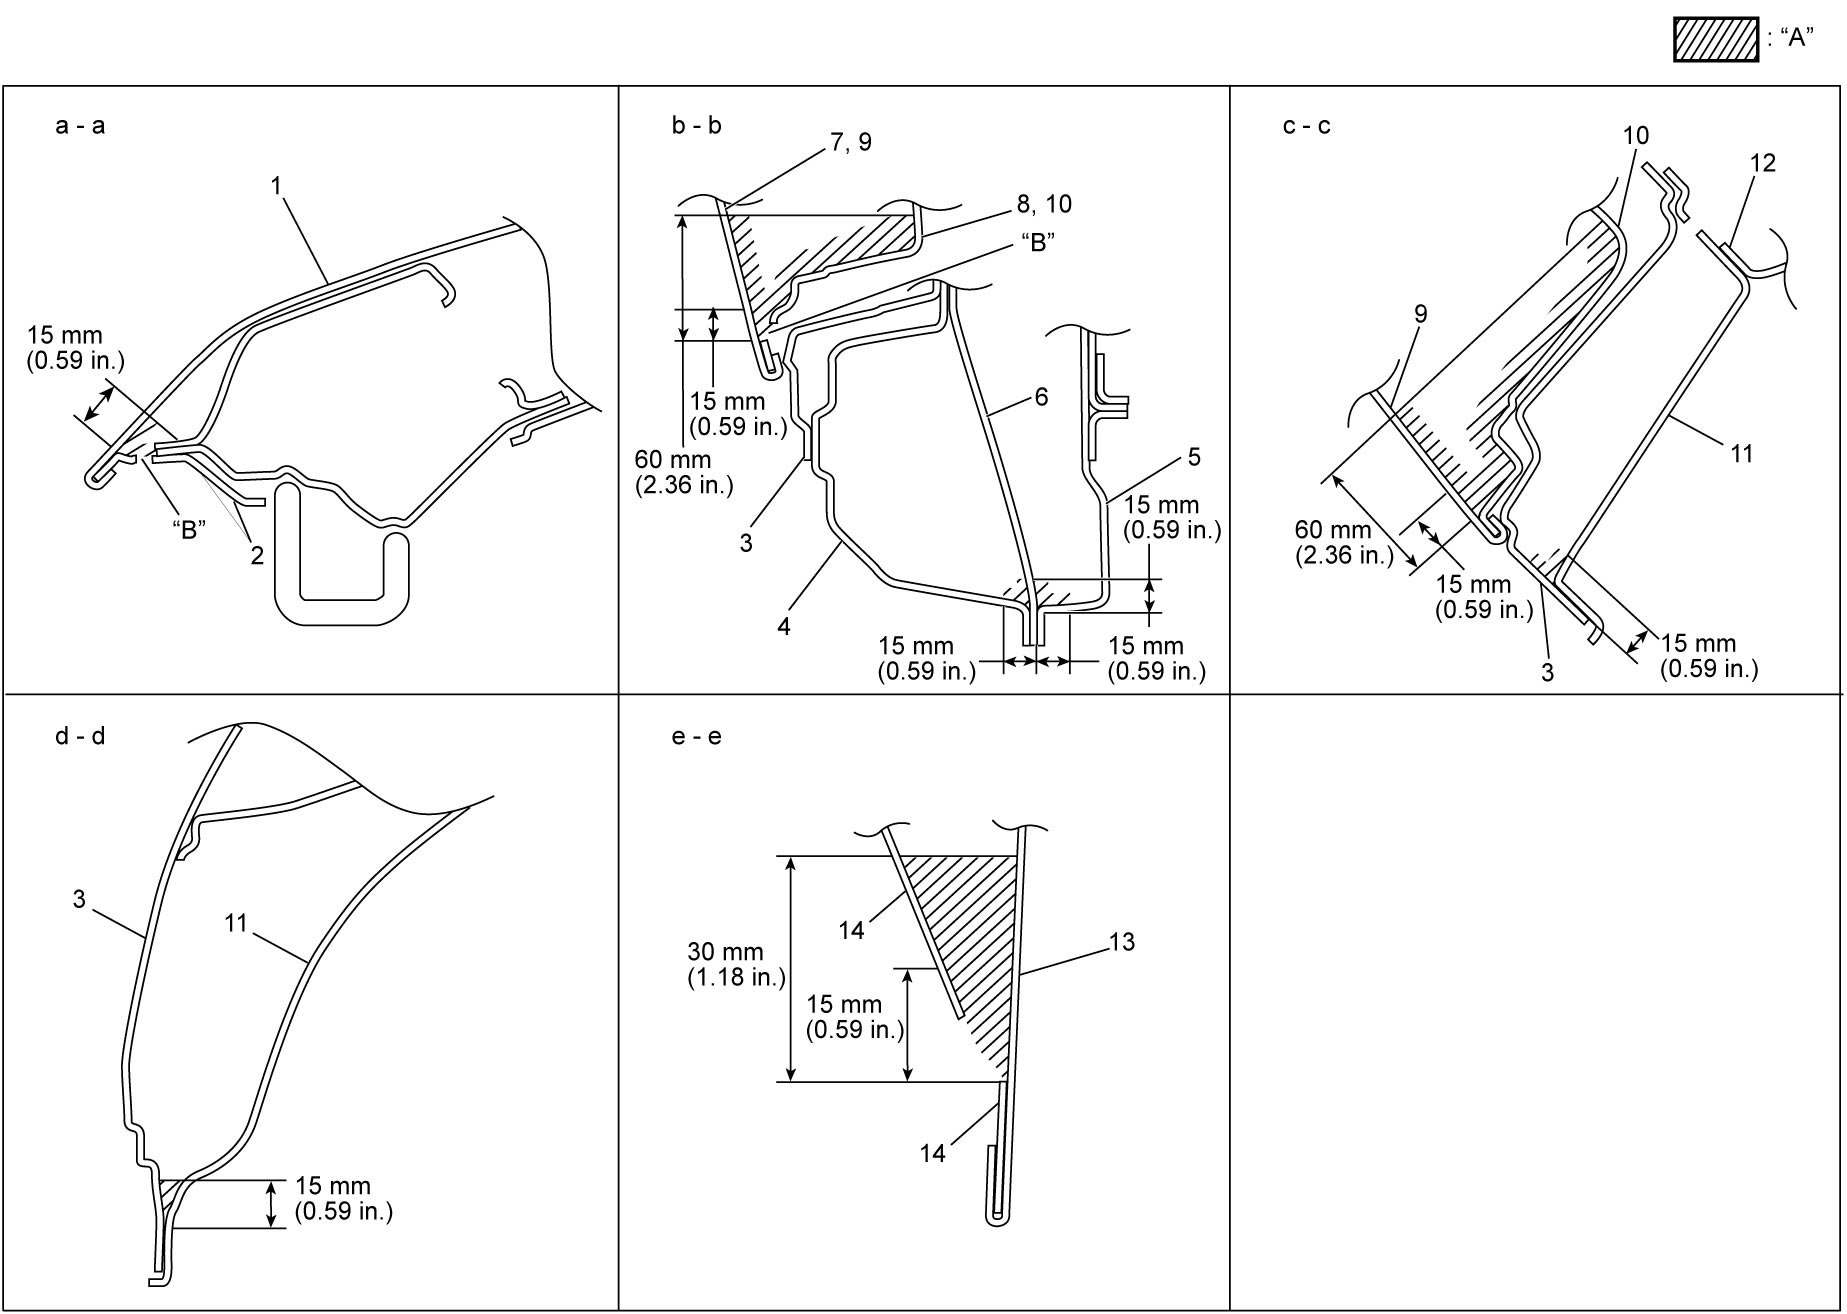 : “A”
a - a
1
15 mm
(0.59 in.)
“B”
2
b - b
7, 9
8, 10
“B”
15 mm
(0.59 in.)
60 mm
(2.36 in.)
6
5
15 mm
(0.59 in.)
3
4
15 mm
(0.59 in.)
15 mm
(0.59 in.)
c - c
10
12
9
11
60 mm
(2.36 in.)
15 mm
(0.59 in.)
15 mm
(0.59 in.)
3
d - d
3
11
15 mm
(0.59 in.)
e - e
14
13
30 mm
(1.18 in.)
15 mm
(0.59 in.)
14